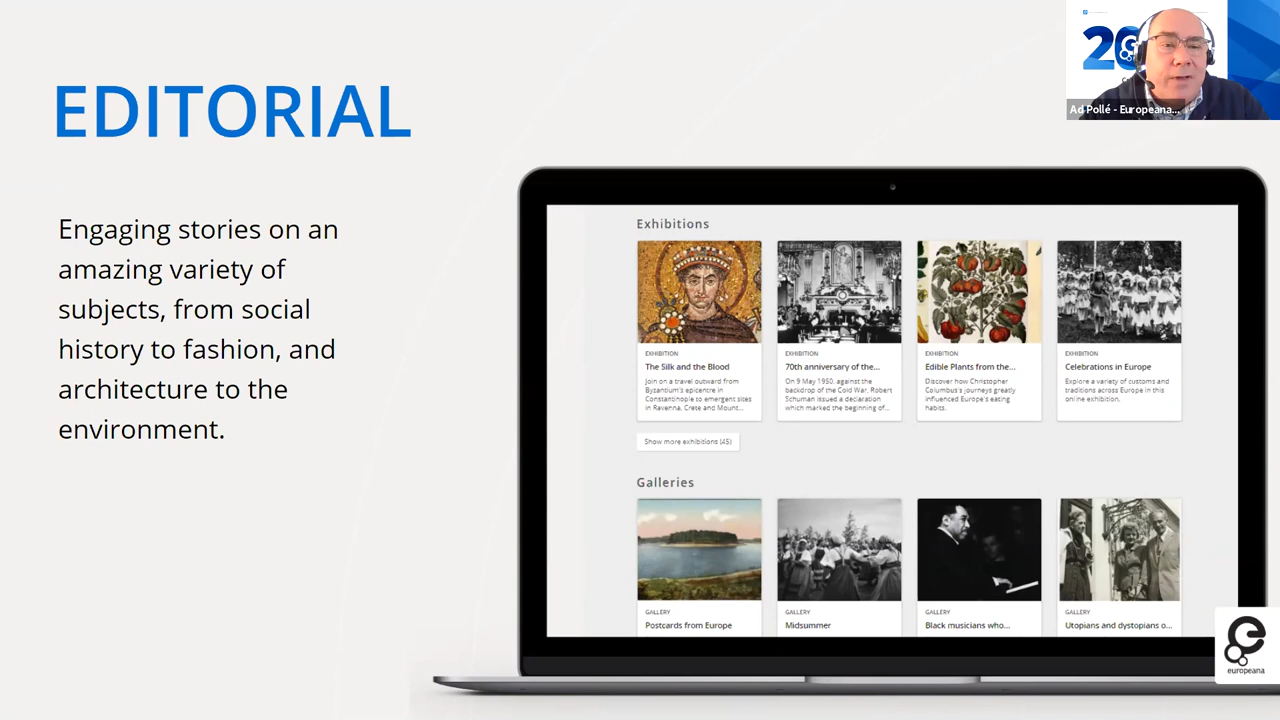 EDITORIAL
Engaging stories on an
amazing variety of
subjects, from social
history to fashion, and
architecture to the
environment.
20
Ad Pollé - Europeana...
Exhibitions
EXHIBITION
The Silk and the Blood
Join on a travel outward from
Byzantium's epicentre in
Constantinople to emergent sites
in Ravenna, Crete and Mount...
EXHIBITION
70th anniversary of the...
On 9 May 1950, against the
backdrop of the Cold War, Robert
Schuman issued a declaration
which marked the beginning of...
EXHIBITION
Edible Plants from the...
Discover how Christopher
Columbus's journeys greatly
influenced Europe's eating
habits.
EXHIBITION
Celebrations in Europe
Explore a variety of customs and
traditions across Europe in this
online exhibition.
Show more exhibitions (45)
Galleries
GALLERY
Postcards from Europe
GALLERY
Midsummer
GALLERY
Black musicians who...
GALLERY
Utopians and dystopians o...
europeana